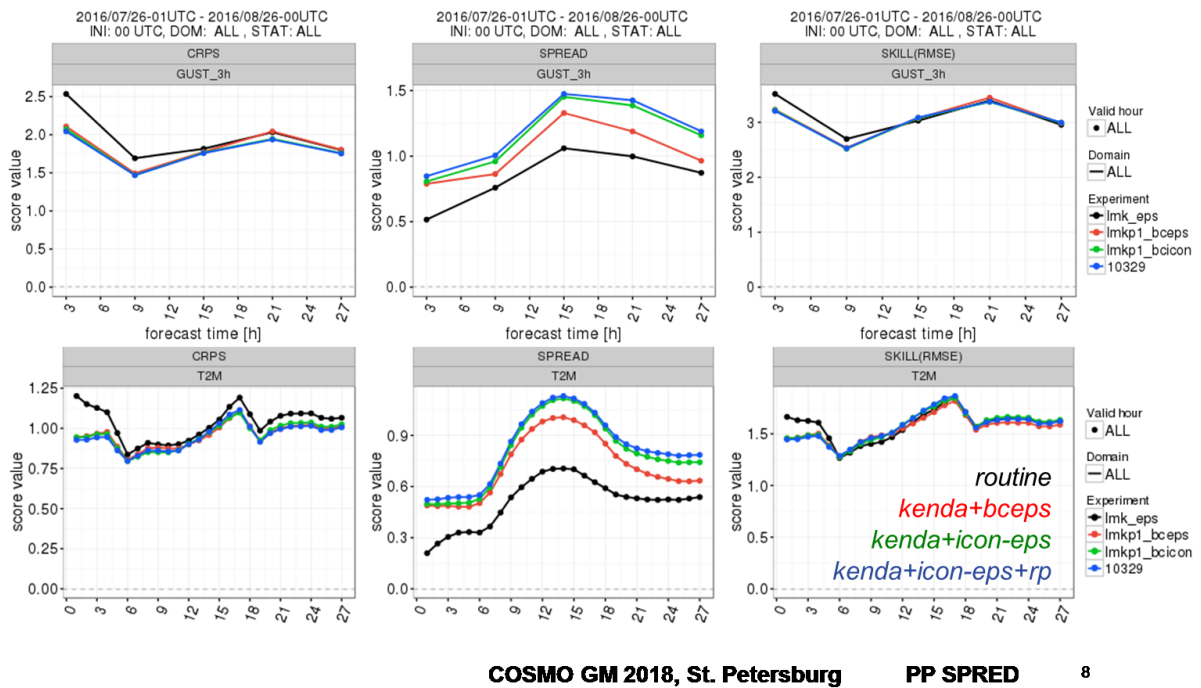 2016/07/26-01UTC - 2016/08/26-00UTC
INI: 00 UTC, DOM: ALL , STAT: ALL
CRPS
GUST_3h
score value
2.5
2.0
1.5
1.0
0.5
0.0
3 6 9 12 15 18 21 24 27
forecast time [h]
2016/07/26-01UTC - 2016/08/26-00UTC
INI: 00 UTC, DOM: ALL , STAT: ALL
SPREAD
GUST_3h
score value
1.5
1.0
0.5
0.0
3 6 9 12 15 18 21 24 27
forecast time [h]
2016/07/26-01UTC - 2016/08/26-00UTC
INI: 00 UTC, DOM: ALL , STAT: ALL
SKILL(RMSE)
GUST_3h
score value
3
2
1
0
3 6 9 12 15 18 21 24 27
forecast time [h]
Valid hour
ALL
Domain
ALL
Experiment
lmk_eps
lmkp1_bceps
lmkp1_bcicon
10329
CRPS
T2M
score value
1.25
1.00
0.75
0.50
0.25
0.00
0 3 6 9 12 15 18 21 24 27
SPREAD
T2M
score value
0.9
0.6
0.3
0.0
0 3 6 9 12 15 18 21 24 27
SKILL(RMSE)
T2M
score value
1.5
1.0
0.5
0.0
0 3 6 9 12 15 18 21 24 27
routine
kenda+bceps
kenda+icon-eps
kenda+icon-eps+rp
Valid hour
ALL
Domain
ALL
Experiment
lmk_eps
lmkp1_bceps
lmkp1_bcicon
10329
COSMO GM 2018, St. Petersburg PP SPRED 8